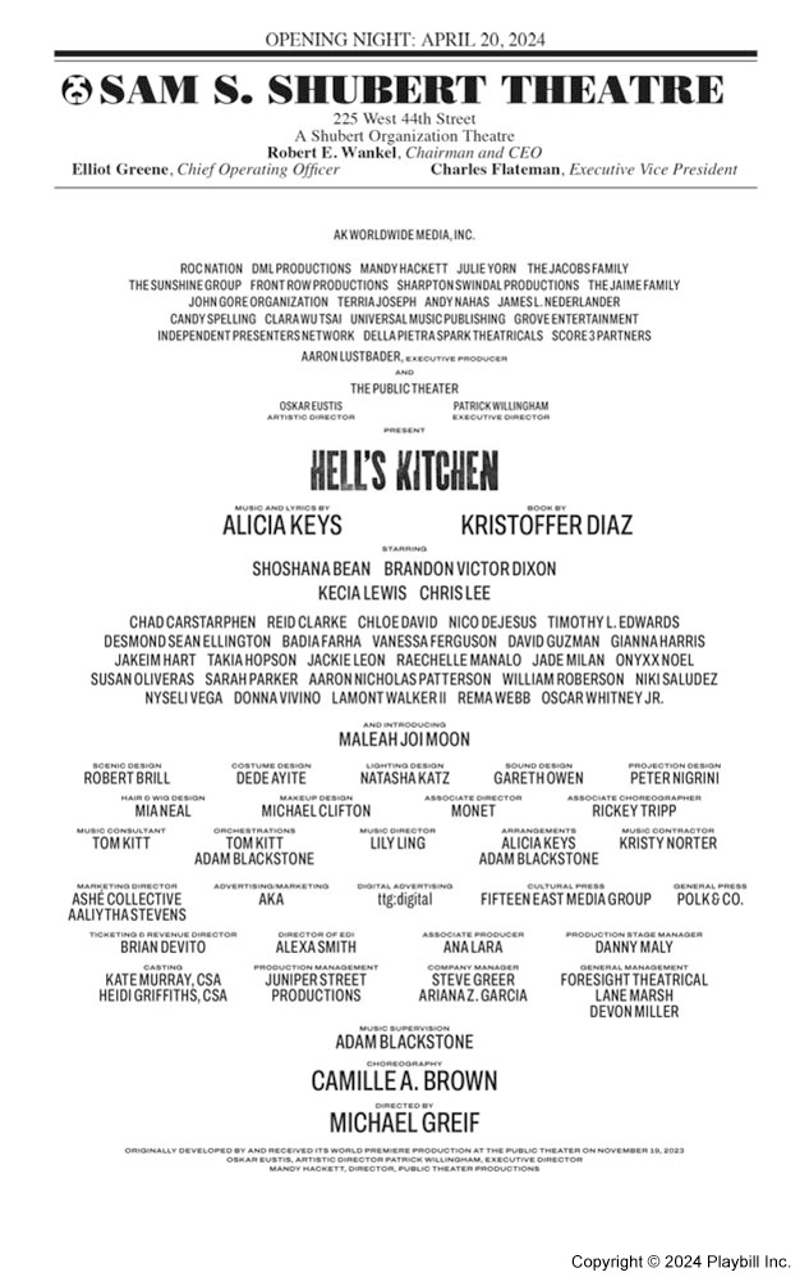 OPENING NIGHT: APRIL 20, 2024
SAM S. SHUBERT THEATRE
225 West 44th Street
A Shubert Organization Theatre
Robert E. Wankel, Chairman and CEO
Elliot Greene, Chief Operating Officer Charles Flateman, Executive Vice President
AK WORLDWIDE MEDIA, INC.
ROC NATION DML PRODUCTIONS MANDY HACKETT JULIE YORN THE JACOBS FAMILY
THE SUNSHINE GROUP FRONT ROW PRODUCTIONS SHARPTON SWINDAL PRODUCTIONS THE JAIME FAMILY
JOHN GORE ORGANIZATION TERRIA JOSEPH ANDY NAHAS JAMES L. NEDERLANDER
CANDY SPELLING CLARA WU TSAI UNIVERSAL MUSIC PUBLISHING GROVE ENTERTAINMENT
INDEPENDENT PRESENTERS NETWORK DELLA PIETRA SPARK THEATRICALS SCORE 3 PARTNERS
AARON LUSTBADER, EXECUTIVE PRODUCER
AND
THE PUBLIC THEATER
OSKAR EUSTIS PATRICK WILLINGHAM
ARTISTIC DIRECTOR EXECUTIVE DIRECTOR
PRESENT
HELL'S KITCHEN
MUSIC AND LYRICS BY BOOK BY
ALICIA KEYS KRISTOFFER DIAZ
STARRING
SHOSHANA BEAN BRANDON VICTOR DIXON
KECIA LEWIS CHRIS LEE
CHAD CARSTARPHEN REID CLARKE CHLOE DAVID NICO DEJESUS TIMOTHY L. EDWARDS
DESMOND SEAN ELLINGTON BADIA FARHA VANESSA FERGUSON DAVID GUZMAN GIANNA HARRIS
JAKEIM HART TAKIA HOPSON JACKIE LEON RAECHELLE MANALO JADE MILAN ONYXX NOEL
SUSAN OLIVERAS SARAH PARKER AARON NICHOLAS PATTERSON WILLIAM ROBERSON NIKI SALUDEZ
NYSELI VEGA DONNA VIVINO LAMONT WALKER II REMA WEBB OSCAR WHITNEY JR.
AND INTRODUCING
MALEAH JOI MOON
SCENIC DESIGN COSTUME DESIGN LIGHTING DESIGN SOUND DESIGN PROJECTION DESIGN
ROBERT BRILL DEDE AYITE NATASHA KATZ GARETH OWEN PETER NIGRINI
HAIR & WIG DESIGN MAKEUP DESIGN ASSOCIATE DIRECTOR ASSOCIATE CHOREOGRAPHER
MIA NEAL MICHAEL CLIFTON MONET RICKEY TRIPP
MUSIC CONSULTANT ORCHESTRATIONS MUSIC DIRECTOR ARRANGEMENTS MUSIC CONTRACTOR
TOM KITT TOM KITT LILY LING ALICIA KEYS KRISTY NORTER
ADAM BLACKSTONE ADAM BLACKSTONE
MARKETING DIRECTOR ADVERTISING/MARKETING DIGITAL ADVERTISING CULTURAL PRESS GENERAL PRESS
ASHÉ COLLECTIVE AKA ttg:digital FIFTEEN EAST MEDIA GROUP POLK & CO.
AALIYTHA STEVENS
TICKETING & REVENUE DIRECTOR DIRECTOR OF EDI ASSOCIATE PRODUCER PRODUCTION STAGE MANAGER
BRIAN DEVITO ALEXA SMITH ANA LARA DANNY MALY
CASTING PRODUCTION MANAGEMENT COMPANY MANAGER GENERAL MANAGEMENT
KATE MURRAY, CSA JUNIPER STREET STEVE GREER FORESIGHT THEATRICAL
HEIDI GRIFFITHS, CSA PRODUCTIONS ARIANA Z. GARCIA LANE MARSH
DEVON MILLER
MUSIC SUPERVISION
ADAM BLACKSTONE
CHOREOGRAPHY
CAMILLE A. BROWN
DIRECTED BY
MICHAEL GREIF
ORIGINALLY DEVELOPED BY AND RECEIVED ITS WORLD PREMIERE PRODUCTION AT THE PUBLIC THEATER ON NOVEMBER 19, 2023
OSKAR EUSTIS, ARTISTIC DIRECTOR PATRICK WILLINGHAM, EXECUTIVE DIRECTOR
MANDY HACKETT, DIRECTOR, PUBLIC THEATER PRODUCTIONS
Copyright © 2024 Playbill Inc.